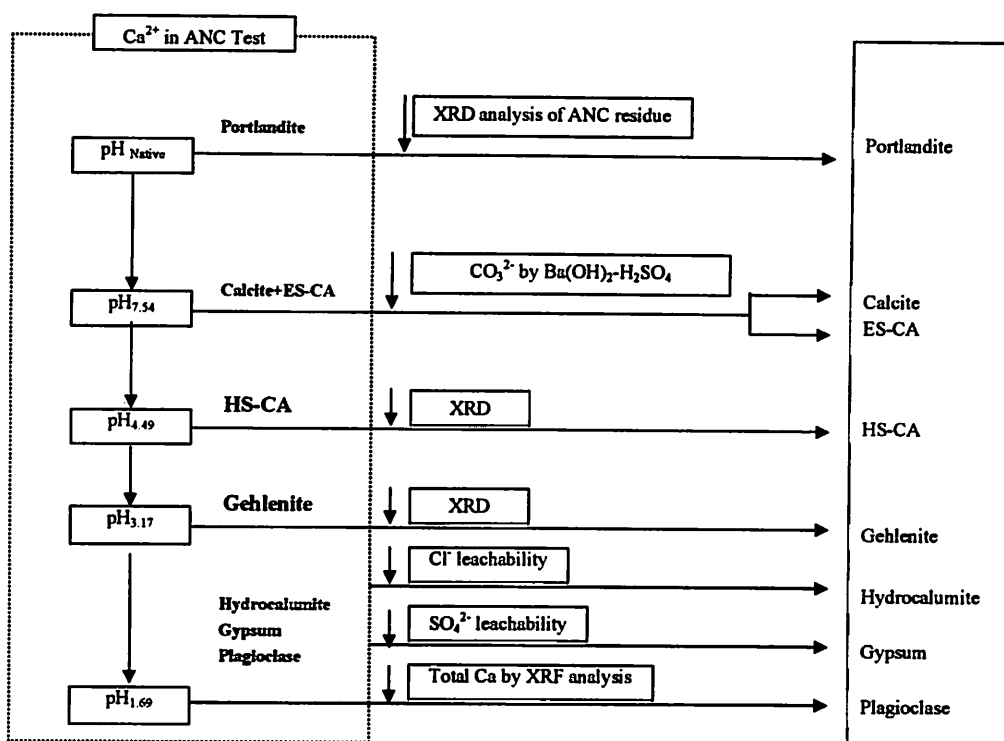 Ca²⁺ in ANC Test
Portlandite
XRD analysis of ANC residue
pH Native
Portlandite
CO₃²⁻ by Ba(OH)₂-H₂SO₄
pH₇.₅₄
Calcite+ES-CA
Calcite
ES-CA
HS-CA
XRD
pH₄.₄₉
HS-CA
Gehlenite
XRD
pH₃.₁₇
Gehlenite
Cl⁻ leachability
Hydrocalumite
Hydrocalumite
Gypsum
Plagioclase
SO₄²⁻ leachability
Gypsum
Total Ca by XRF analysis
pH₁.₆₉
Plagioclase